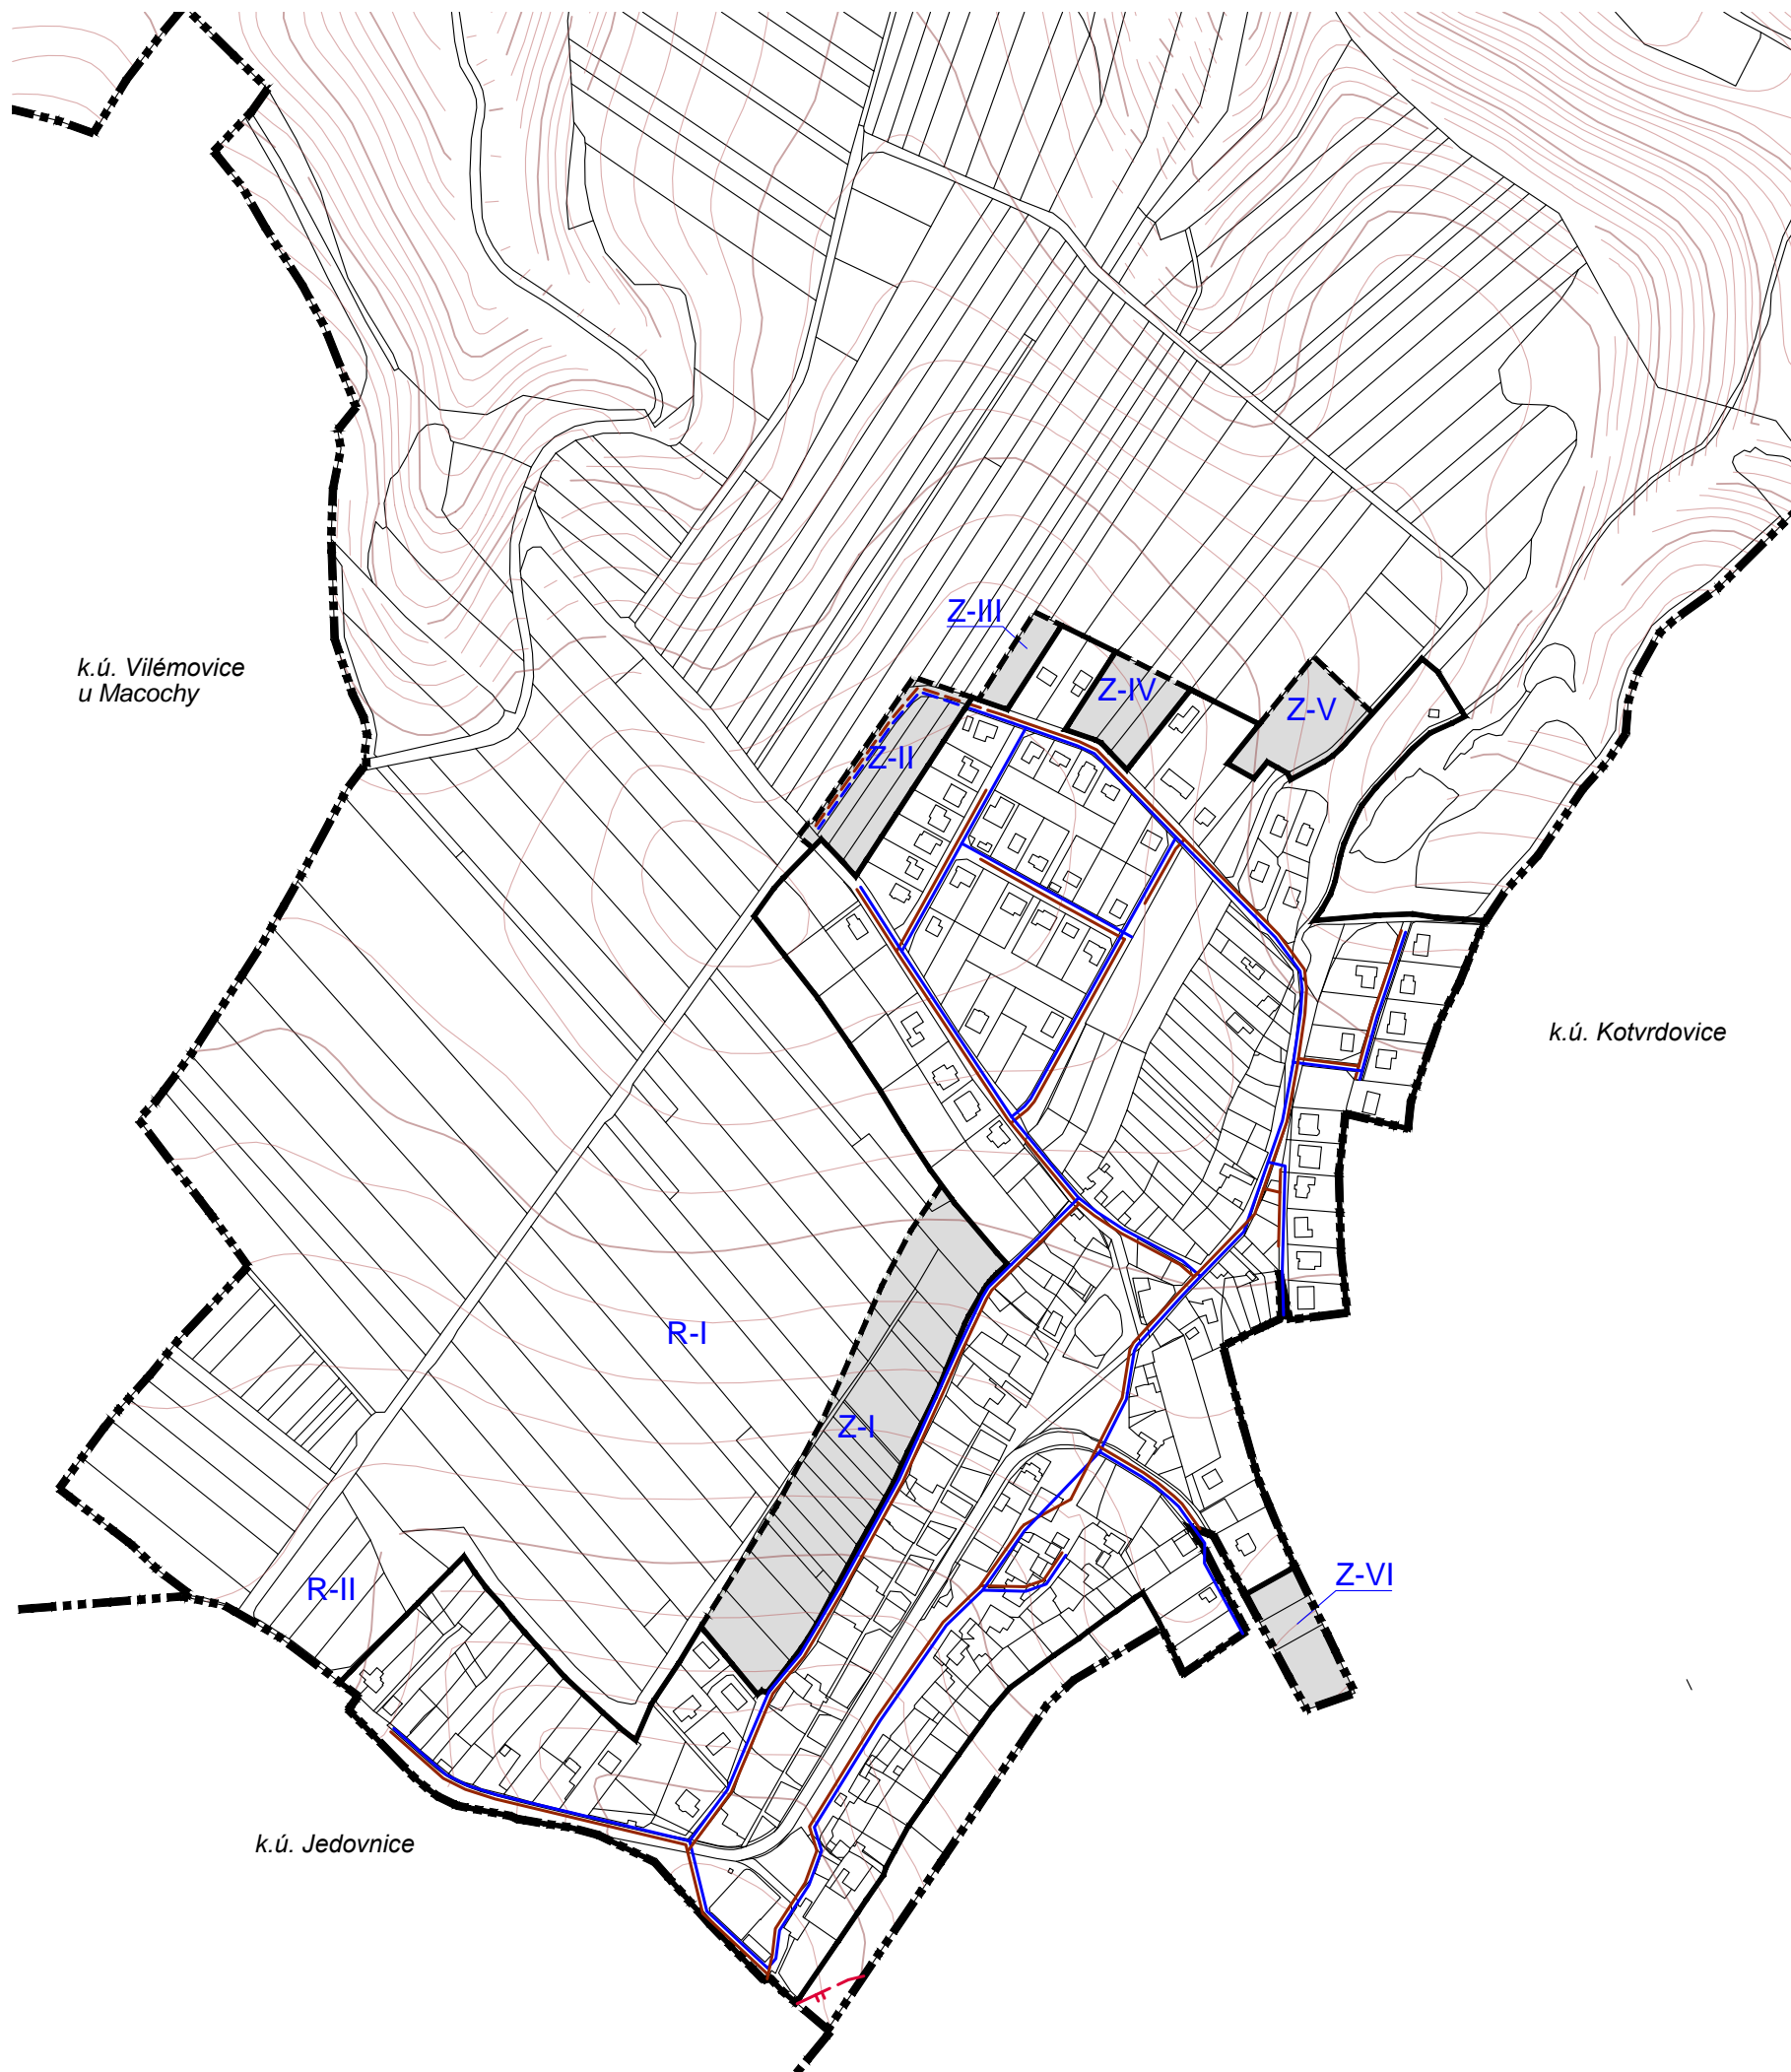 Z-III
k.ú. Vilémovice
u Macochy
Z-IV
Z-V
Z-II
k.ú. Kotvrdovice
R-I
Z-I
R-II
Z-VI
k.ú. Jedovnice